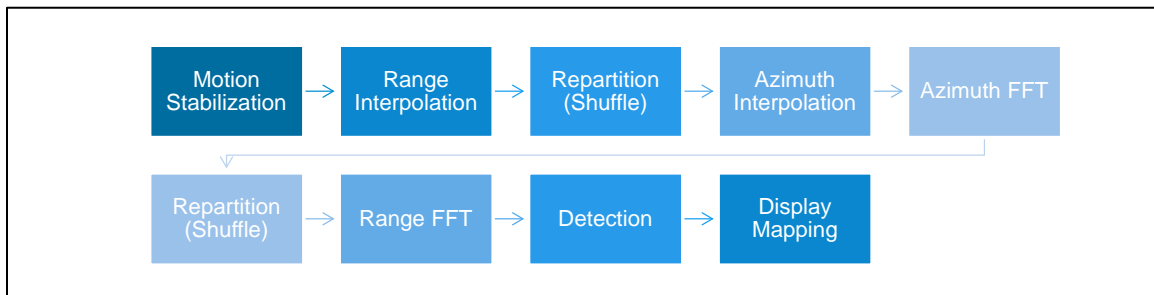 Motion
Stabilization
Range
Interpolation
Repartition
(Shuffle)
Azimuth
Interpolation
Azimuth FFT
Repartition
(Shuffle)
Range FFT
Detection
Display
Mapping